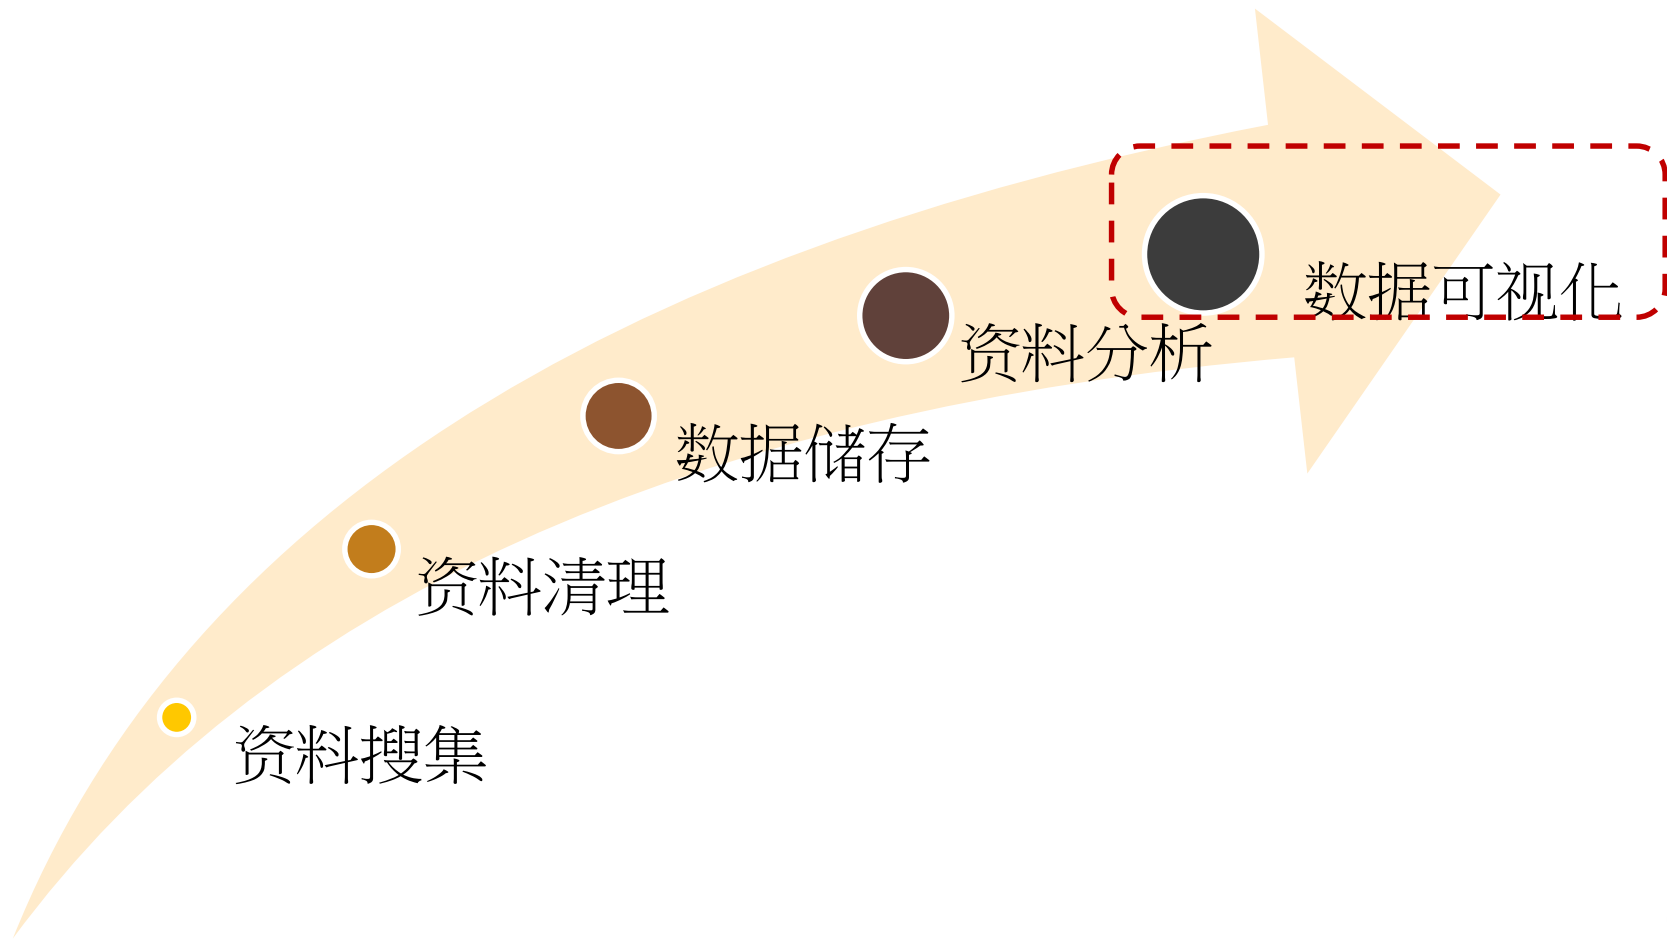 数据可视化
资料分析
数据储存
资料清理
资料搜集